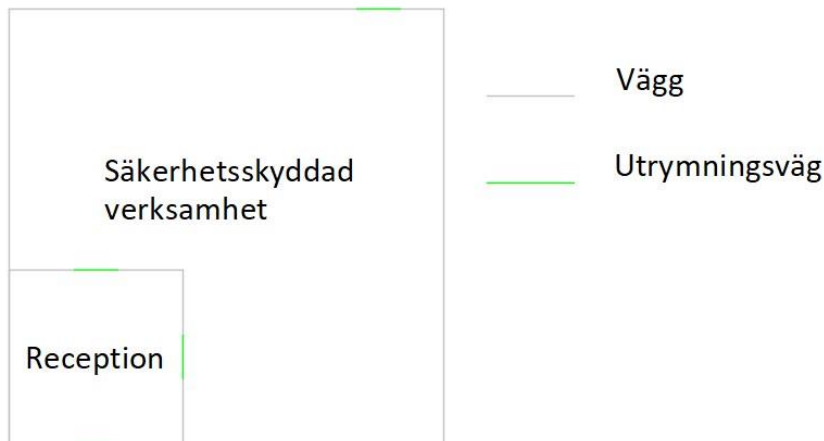 Säkerhetsskyddad
verksamhet
Reception
Vägg
Utrymningsväg